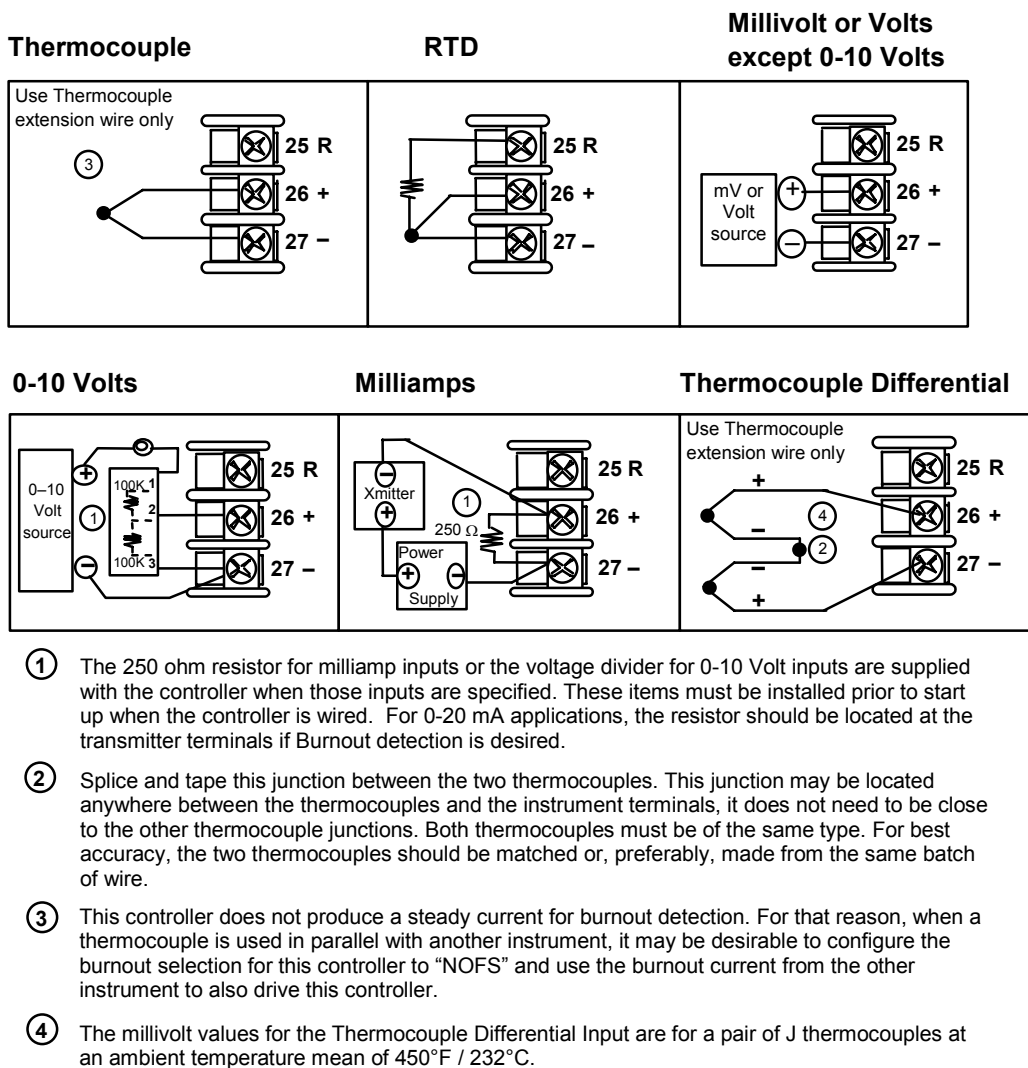 Thermocouple
RTD
Millivolt or Volts
except 0-10 Volts
Use Thermocouple
extension wire only
3
25 R
26 +
27 –
25 R
26 +
27 –
mV or
Volt
source
+
–
25 R
26 +
27 –
0-10 Volts
Milliamps
Thermocouple Differential
0–10
Volt
source
+
–
1
100K 1
2
100K 3
25 R
26 +
27 –
–
Xmitter
+
1
250 Ω
Power
+ –
Supply
25 R
26 +
27 –
Use Thermocouple
extension wire only
+
–
4
2
–
+
25 R
26 +
27 –
1 The 250 ohm resistor for milliamp inputs or the voltage divider for 0-10 Volt inputs are supplied
with the controller when those inputs are specified. These items must be installed prior to start
up when the controller is wired. For 0-20 mA applications, the resistor should be located at the
transmitter terminals if Burnout detection is desired.
2 Splice and tape this junction between the two thermocouples. This junction may be located
anywhere between the thermocouples and the instrument terminals, it does not need to be close
to the other thermocouple junctions. Both thermocouples must be of the same type. For best
accuracy, the two thermocouples should be matched or, preferably, made from the same batch
of wire.
3 This controller does not produce a steady current for burnout detection. For that reason, when a
thermocouple is used in parallel with another instrument, it may be desirable to configure the
burnout selection for this controller to “NOFS” and use the burnout current from the other
instrument to also drive this controller.
4 The millivolt values for the Thermocouple Differential Input are for a pair of J thermocouples at
an ambient temperature mean of 450°F / 232°C.